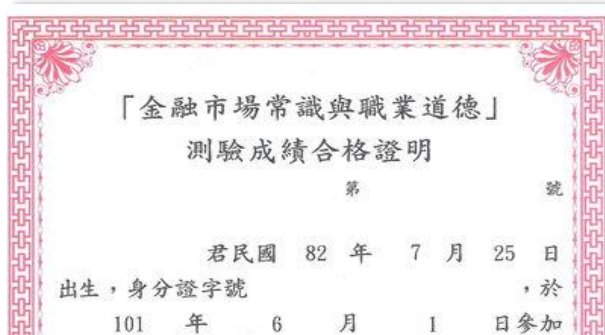 「金融市場常識與職業道德」
測驗成績合格證明
第 號
君民國 82 年 7 月 25 日
出生，身分證字號 ，於
101 年 6 月 1 日參加